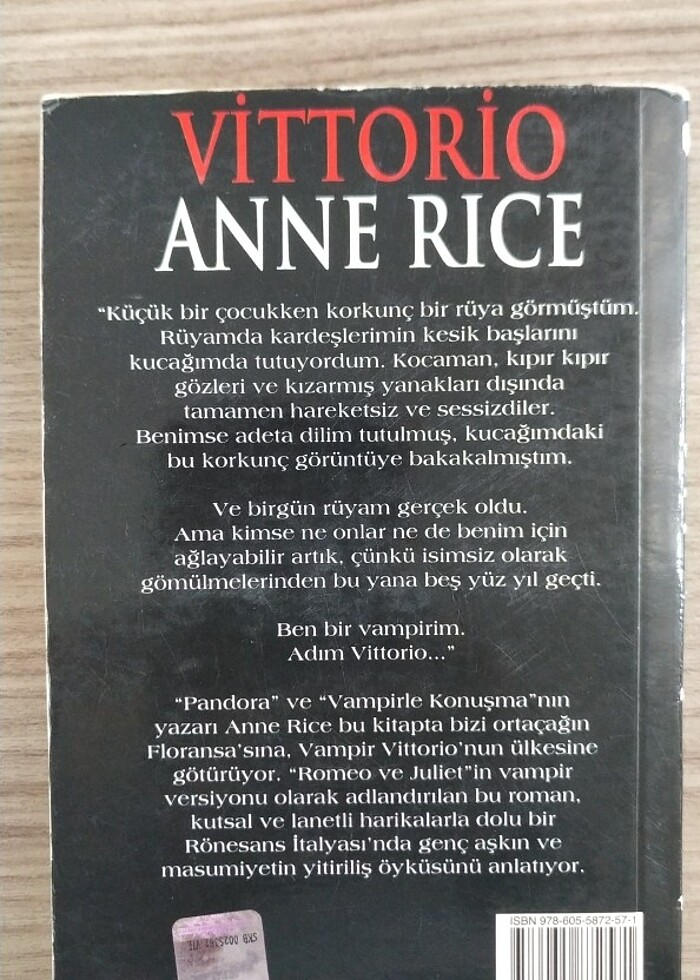 VİTTORİO
ANNE RICE
“Küçük bir çocukken korkunç bir rüya görmüştüm.
Rüyamda kardeşlerimin kesik başlarını
kucağımda tutuyordum. Kocaman, kıpır kıpır
gözleri ve kızarmış yanakları dışında
tamamen hareketsiz ve sessizdiler.
Benimse adeta dilim tutulmuş, kucağımdaki
bu korkunç görüntüye bakakalmıştım.
Ve birgün rüyam gerçek oldu.
Ama kimse ne onlar ne de benim için
ağlayabilir artık, çünkü isimsiz olarak
gömülmelerinden bu yana beş yüz yıl geçti.
Ben bir vampirim.
Adım Vittorio...”
“Pandora” ve “Vampirle Konuşma”nın
yazarı Anne Rice bu kitapta bizi ortaçağın
Floransa’sına, Vampir Vittorio’nun ülkesine
götürüyor. “Romeo ve Juliet”in vampir
versiyonu olarak adlandırılan bu roman,
kutsal ve lanetli harikalarla dolu bir
Rönesans İtalyası’nda genç aşkın ve
masumiyetin yitiriliş öyküsünü anlatıyor.
ISBN 978-605-5872-57-1